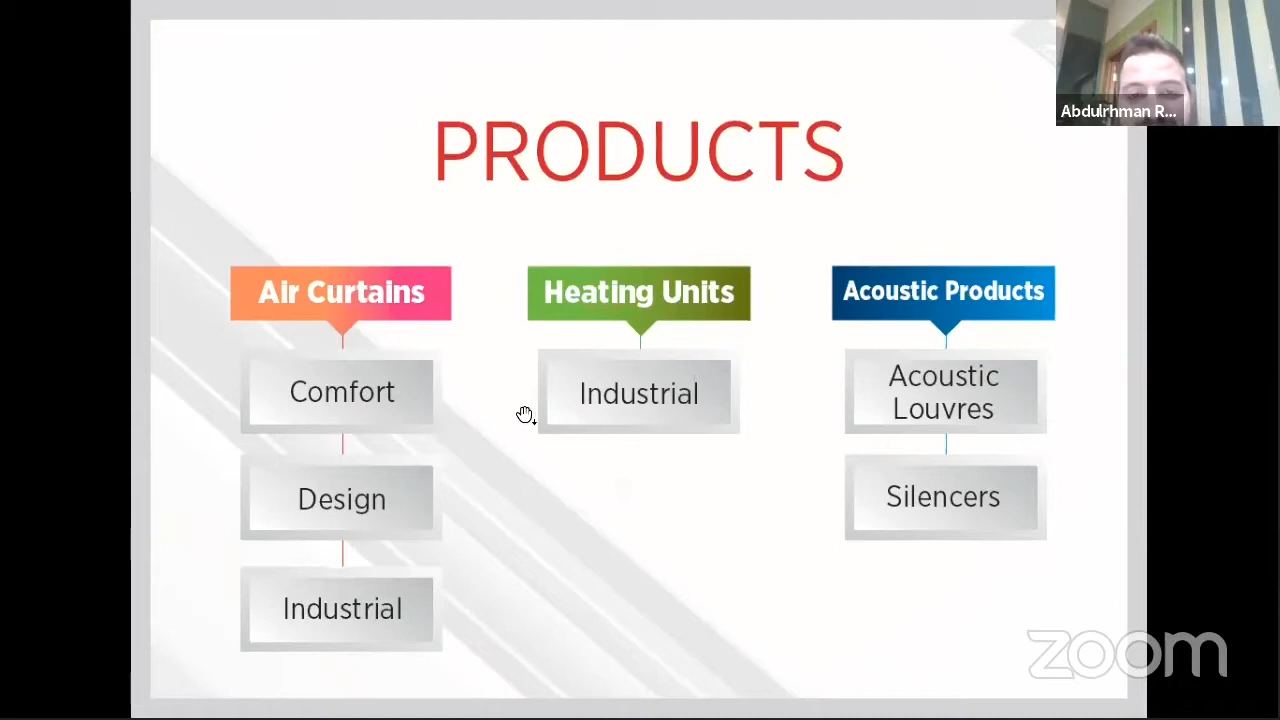 PRODUCTS
Abdulrhman R...
Air Curtains
Comfort
Design
Industrial
Heating Units
Industrial
Acoustic Products
Acoustic
Louvres
Silencers
zoom